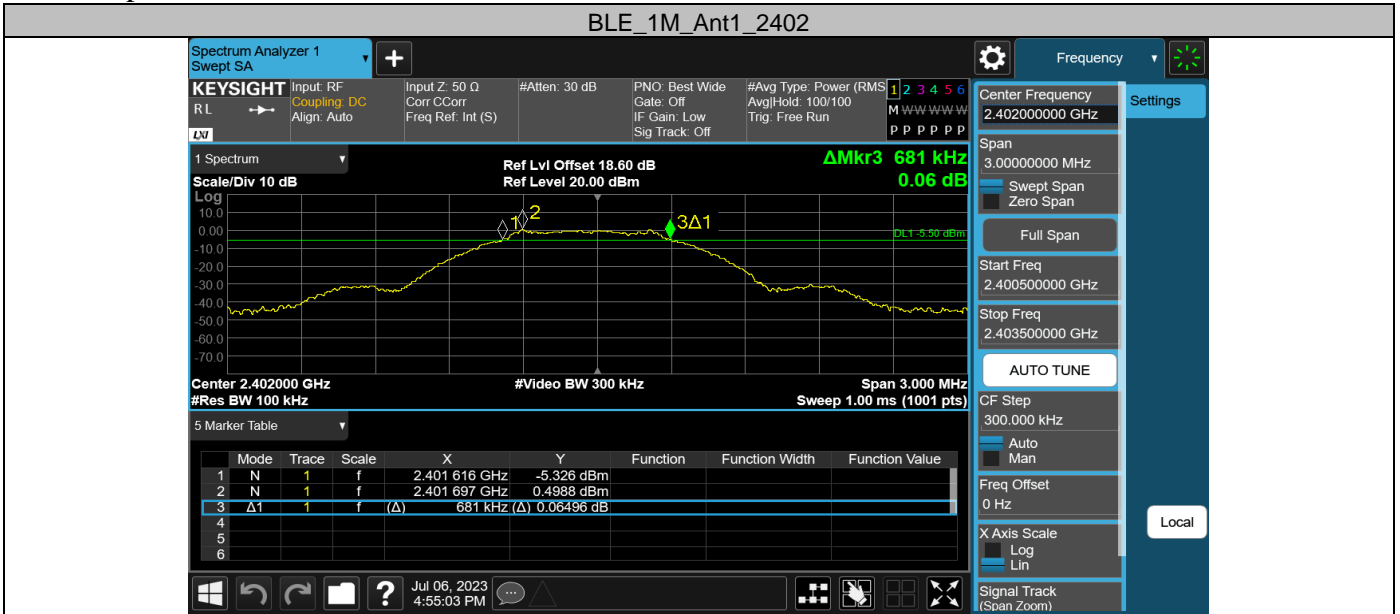 BLE_1M_Ant1_2402
Spectrum Analyzer 1
Swept SA
Frequency
KEYSIGHT
RL
LXI
Input: RF
Coupling: DC
Align: Auto
Input Z: 50 Ω
Corr CCorr
Freq Ref: Int (S)
#Atten: 30 dB
PNO: Best Wide
Gate: Off
IF Gain: Low
Sig Track: Off
#Avg Type: Power (RMS
Avg|Hold: 100/100
Trig: Free Run
1 2 3 4 5 6
M W W W W W
P P P P P P
1 Spectrum
Scale/Div 10 dB
Ref Lvl Offset 18.60 dB
Ref Level 20.00 dBm
ΔMkr3 681 kHz
0.06 dB
Log
10.0
0.00
-10.0
-20.0
-30.0
-40.0
-50.0
-60.0
-70.0
1
2
3Δ1
DL1 -5.50 dBm
Center 2.402000 GHz
#Video BW 300 kHz
Span 3.000 MHz
#Res BW 100 kHz
Sweep 1.00 ms (1001 pts)
5 Marker Table
Mode Trace Scale X Y Function Function Width Function Value
1 N 1 f 2.401 616 GHz -5.326 dBm
2 N 1 f 2.401 697 GHz 0.4988 dBm
3 Δ1 1 f (Δ) 681 kHz (Δ) 0.06496 dB
4
5
6
Jul 06, 2023
4:55:03 PM
Center Frequency
2.402000000 GHz
Settings
Span
3.00000000 MHz
Swept Span
Zero Span
Full Span
Start Freq
2.400500000 GHz
Stop Freq
2.403500000 GHz
AUTO TUNE
CF Step
300.000 kHz
Auto
Man
Freq Offset
0 Hz
X Axis Scale
Log
Lin
Signal Track
(Span Zoom)
Local